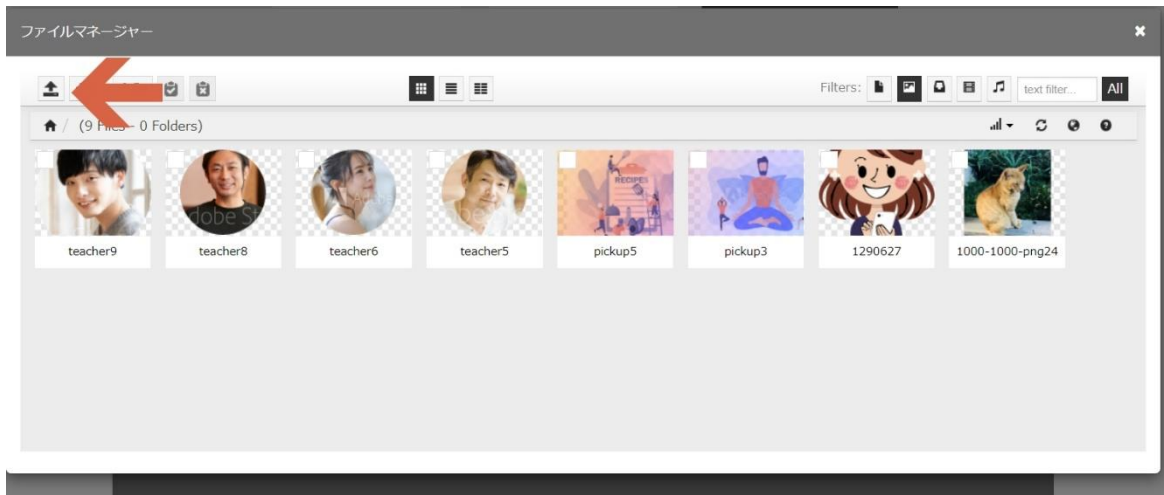 ファイルマネージャー
Filters: text filter... All
(9 Files - 0 Folders)
RECIPES
teacher9 teacher8 teacher6 teacher5 pickup5 pickup3 1290627 1000-1000-png24